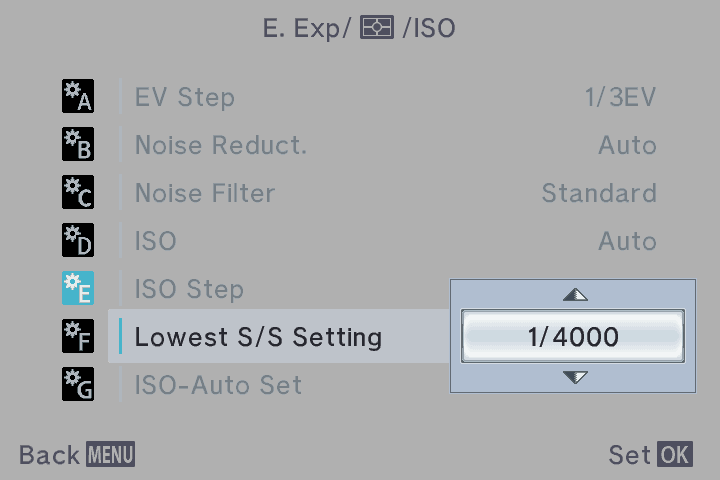 E. Exp/ /ISO
A EV Step 1/3EV
B Noise Reduct. Auto
C Noise Filter Standard
D ISO Auto
E ISO Step
F Lowest S/S Setting 1/4000
G ISO-Auto Set
Back MENU Set OK